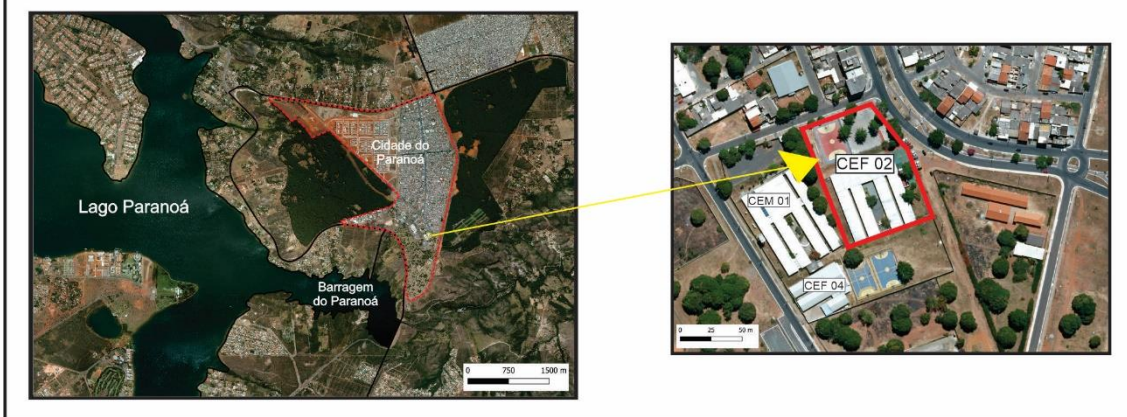 Lago Paranoá
Cidade do
Paranoá
Barragem
do Paranoá
0 750 1500 m
CEF 02
CEM 01
CEF 04
0 25 50 m